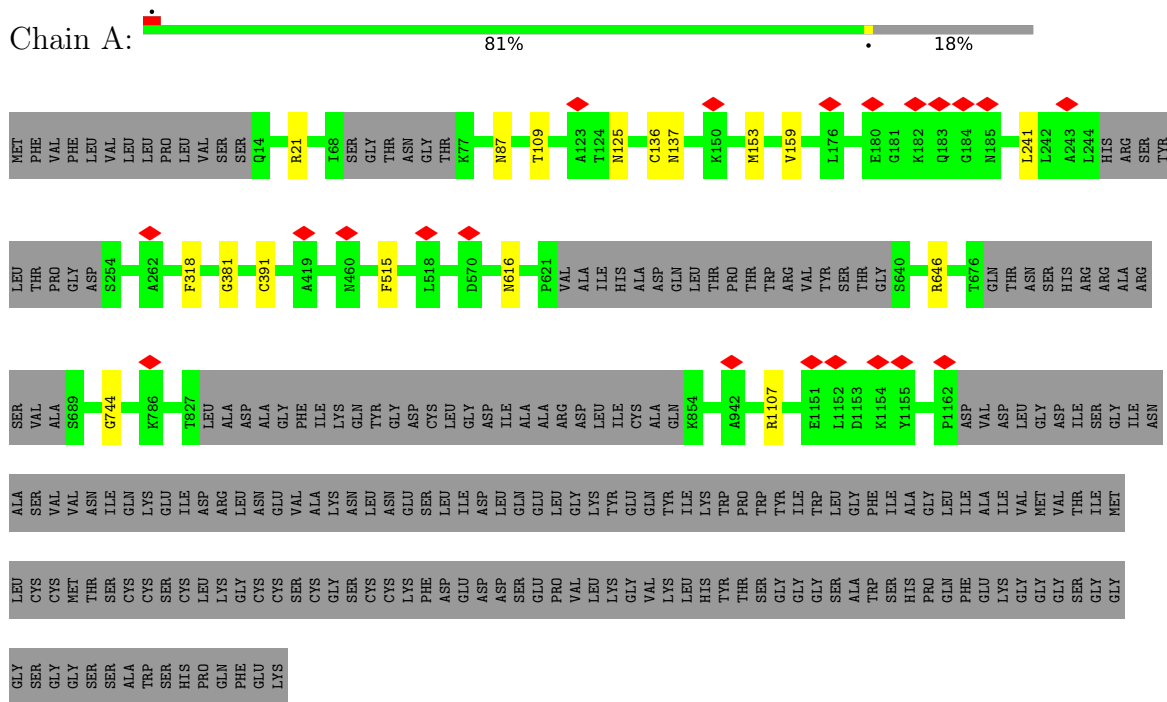 Chain A:
81%
18%
MET PHE VAL PHE LEU VAL LEU LEU PRO LEU VAL SER SER Q14 R21 I68 SER GLY THR ASN GLY THR K77 N87 T109 A123 T124 N125 C136 N137 K150 M153 V159 L176 E180 G181 K182 Q183 G184 N185 L241 L242 A243 L244 HIS ARG SER TYR
LEU THR PRO GLY ASP S254 A262 F318 G381 C391 A419 N460 F515 L518 D570 N616 P621 VAL ALA ILE HIS ALA ASP GLN LEU THR PRO THR TRP ARG VAL TYR SER THR GLY S640 R646 T676 GLN THR ASN SER HIS ARG ARG ALA ARG
SER VAL ALA S689 G744 K786 T827 LEU ALA ASP ALA GLY PHE ILE LYS GLN TYR GLY ASP CYS LEU GLY ASP ILE ALA ALA ARG ASP LEU ILE CYS ALA GLN K854 A942 R1107 E1151 L1152 D1153 K1154 Y1155 P1162 ASP VAL ASP LEU GLY ASP ILE SER GLY ILE ASN
ALA SER VAL VAL ASN ILE GLN LYS GLU ILE ASP ARG LEU ASN GLU VAL ALA LYS ASN LEU ASN GLU SER LEU ILE ASP LEU GLN GLU LEU GLY LYS TYR GLU GLN TYR ILE LYS TRP PRO TRP TYR ILE TRP LEU GLY PHE ILE ALA GLY LEU ILE ALA ILE VAL MET VAL THR ILE MET
LEU CYS CYS MET THR SER CYS CYS SER CYS LEU LYS GLY CYS CYS SER CYS GLY SER CYS CYS LYS PHE ASP GLU ASP ASP SER GLU PRO VAL LEU LYS GLY VAL LYS LEU HIS TYR THR SER GLY GLY GLY SER ALA TRP SER HIS PRO GLN PHE GLU LYS GLY GLY GLY SER GLY GLY
GLY SER GLY GLY SER SER ALA TRP SER HIS PRO GLN PHE GLU LYS